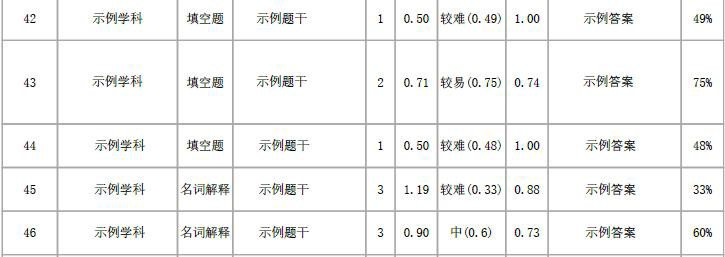 42 示例学科 填空题 示例题干 1 0.50 较难(0.49) 1.00 示例答案 49%
43 示例学科 填空题 示例题干 2 0.71 较易(0.75) 0.74 示例答案 75%
44 示例学科 填空题 示例题干 1 0.50 较难(0.48) 1.00 示例答案 48%
45 示例学科 名词解释 示例题干 3 1.19 较难(0.33) 0.88 示例答案 33%
46 示例学科 名词解释 示例题干 3 0.90 中(0.6) 0.73 示例答案 60%